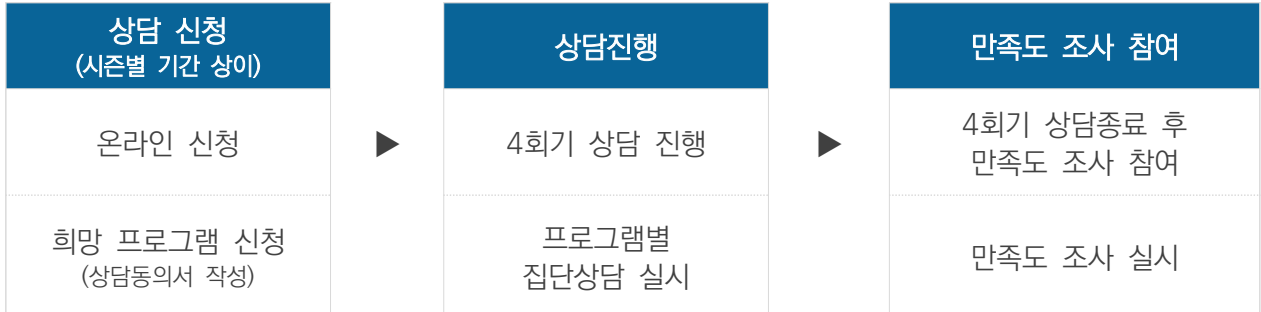 상담 신청
(시즌별 기간 상이)
온라인 신청
희망 프로그램 신청
(상담동의서 작성)
▶
상담진행
4회기 상담 진행
프로그램별
집단상담 실시
▶
만족도 조사 참여
4회기 상담종료 후
만족도 조사 참여
만족도 조사 실시